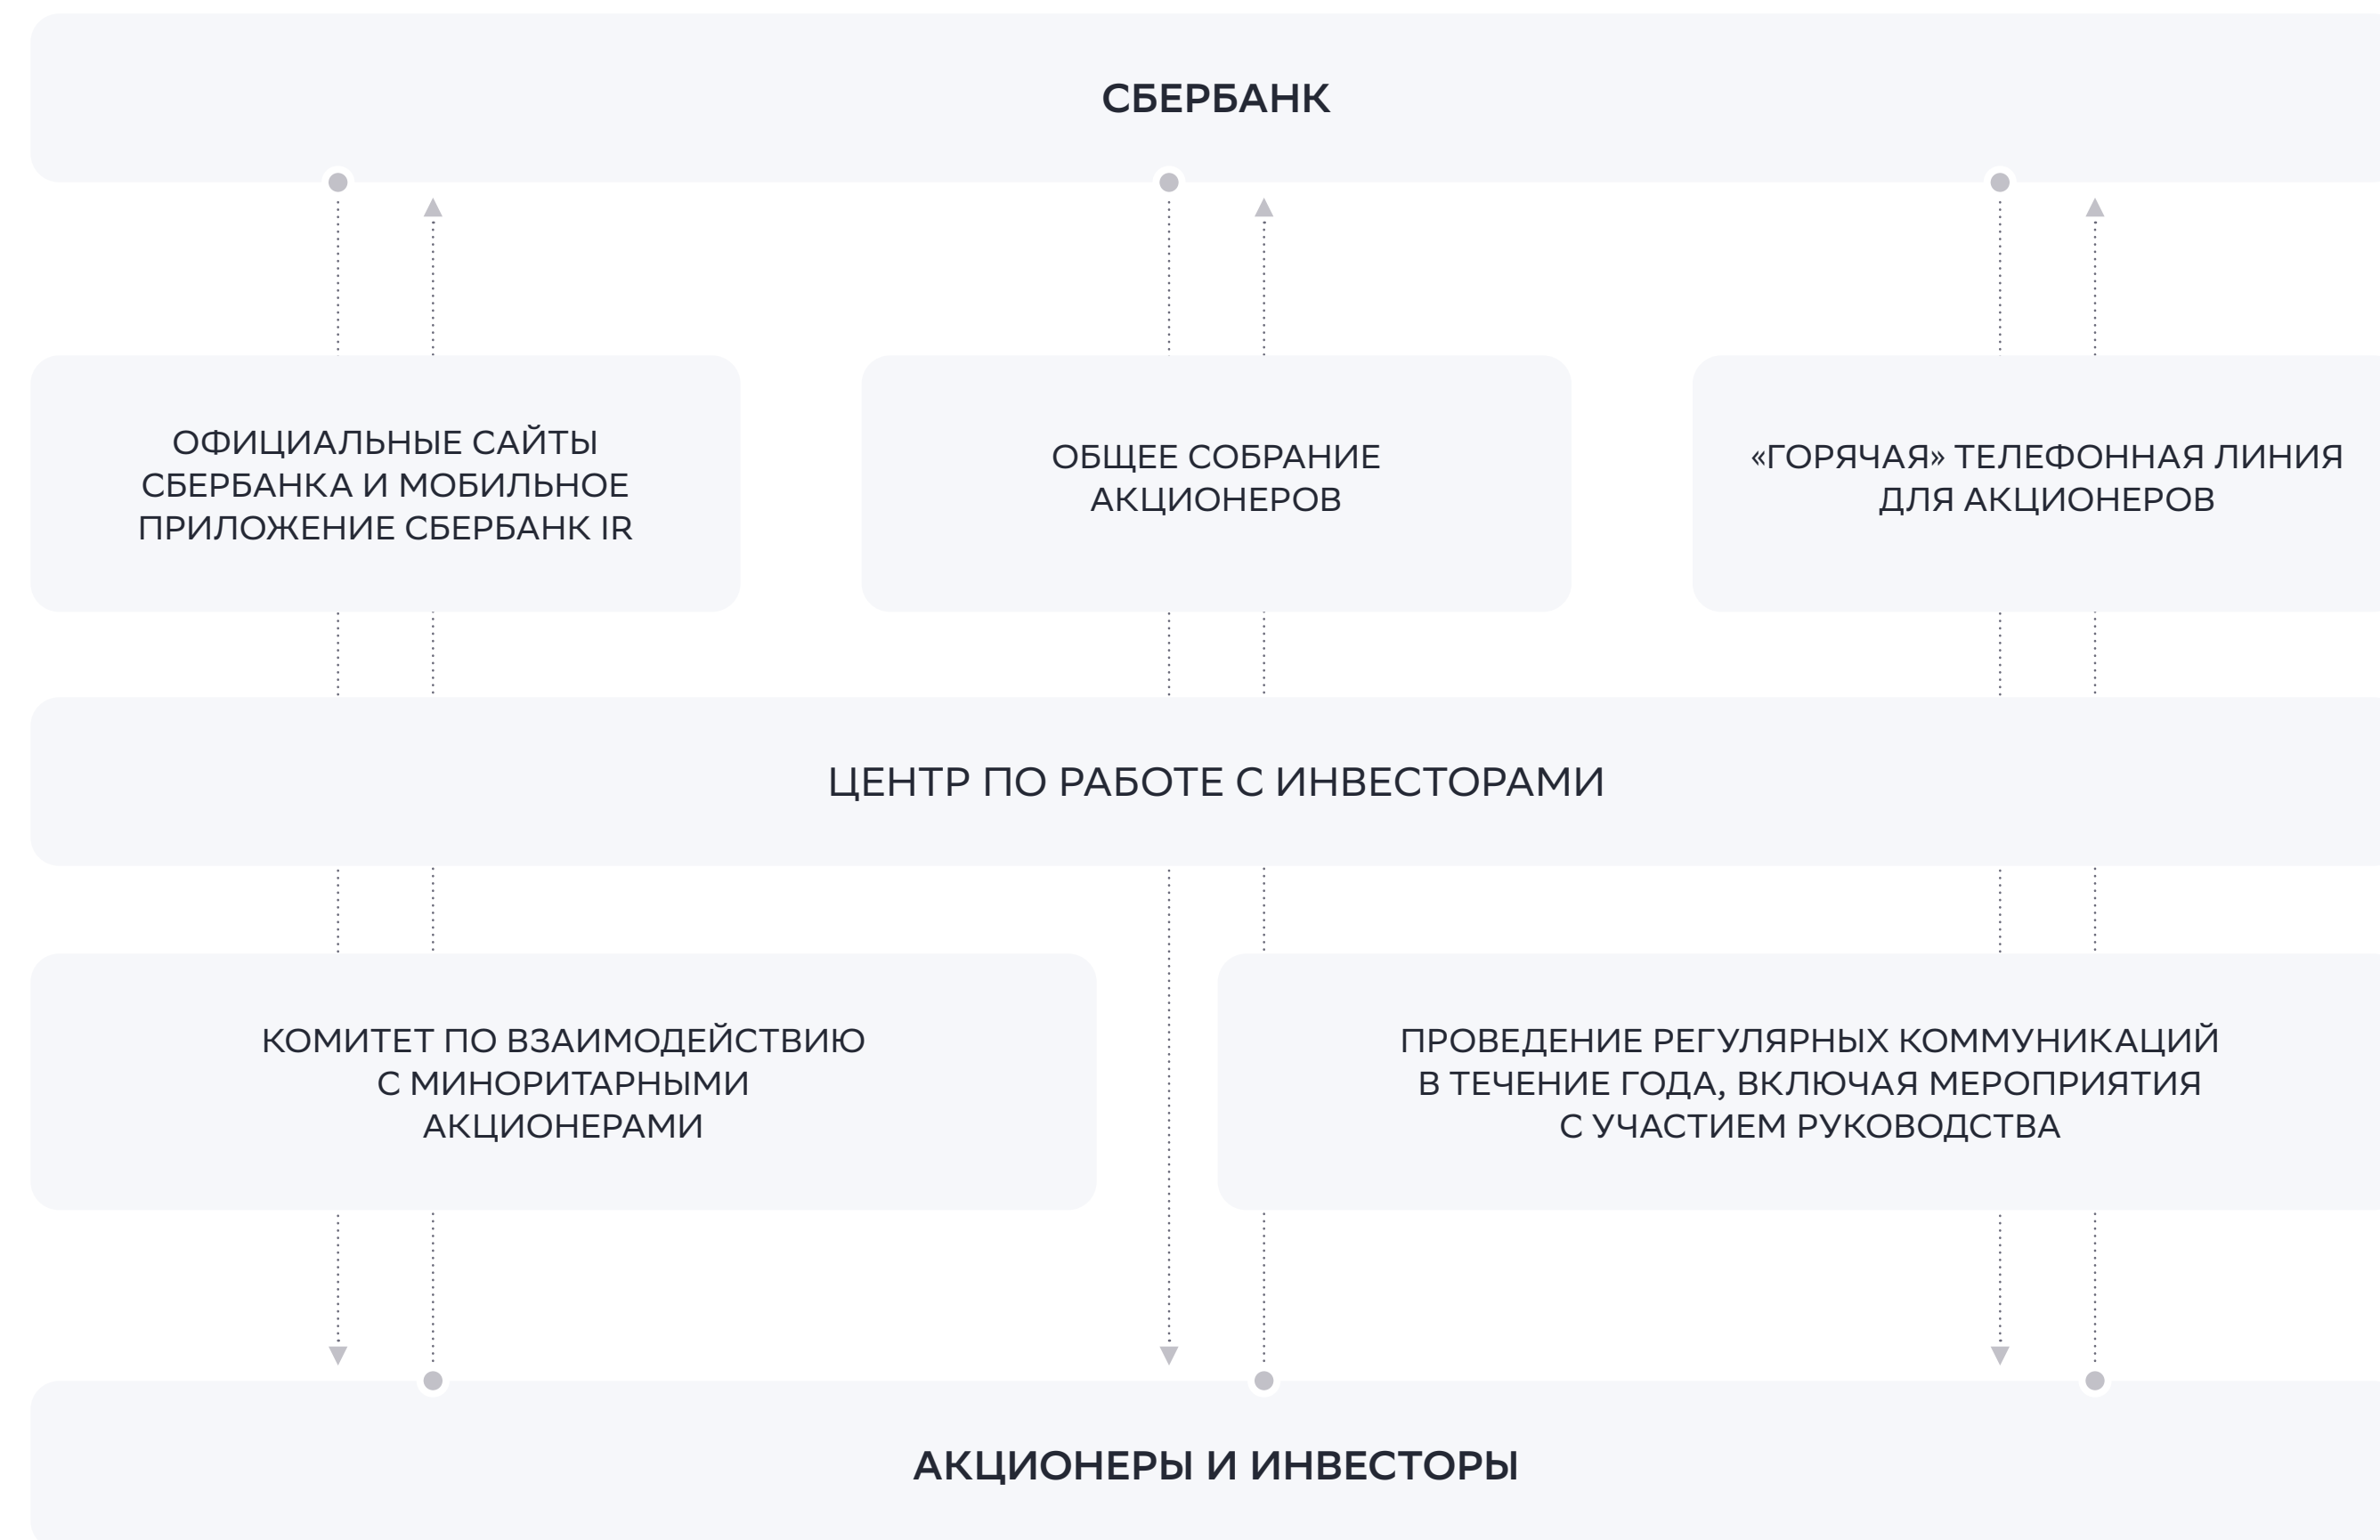 СБЕРБАНК
ОФИЦИАЛЬНЫЕ САЙТЫ
СБЕРБАНКА И МОБИЛЬНОЕ
ПРИЛОЖЕНИЕ СБЕРБАНК IR
ОБЩЕЕ СОБРАНИЕ
АКЦИОНЕРОВ
«ГОРЯЧАЯ» ТЕЛЕФОННАЯ ЛИНИЯ
ДЛЯ АКЦИОНЕРОВ
ЦЕНТР ПО РАБОТЕ С ИНВЕСТОРАМИ
КОМИТЕТ ПО ВЗАИМОДЕЙСТВИЮ
С МИНОРИТАРНЫМИ
АКЦИОНЕРАМИ
ПРОВЕДЕНИЕ РЕГУЛЯРНЫХ КОММУНИКАЦИЙ
В ТЕЧЕНИЕ ГОДА, ВКЛЮЧАЯ МЕРОПРИЯТИЯ
С УЧАСТИЕМ РУКОВОДСТВА
АКЦИОНЕРЫ И ИНВЕСТОРЫ